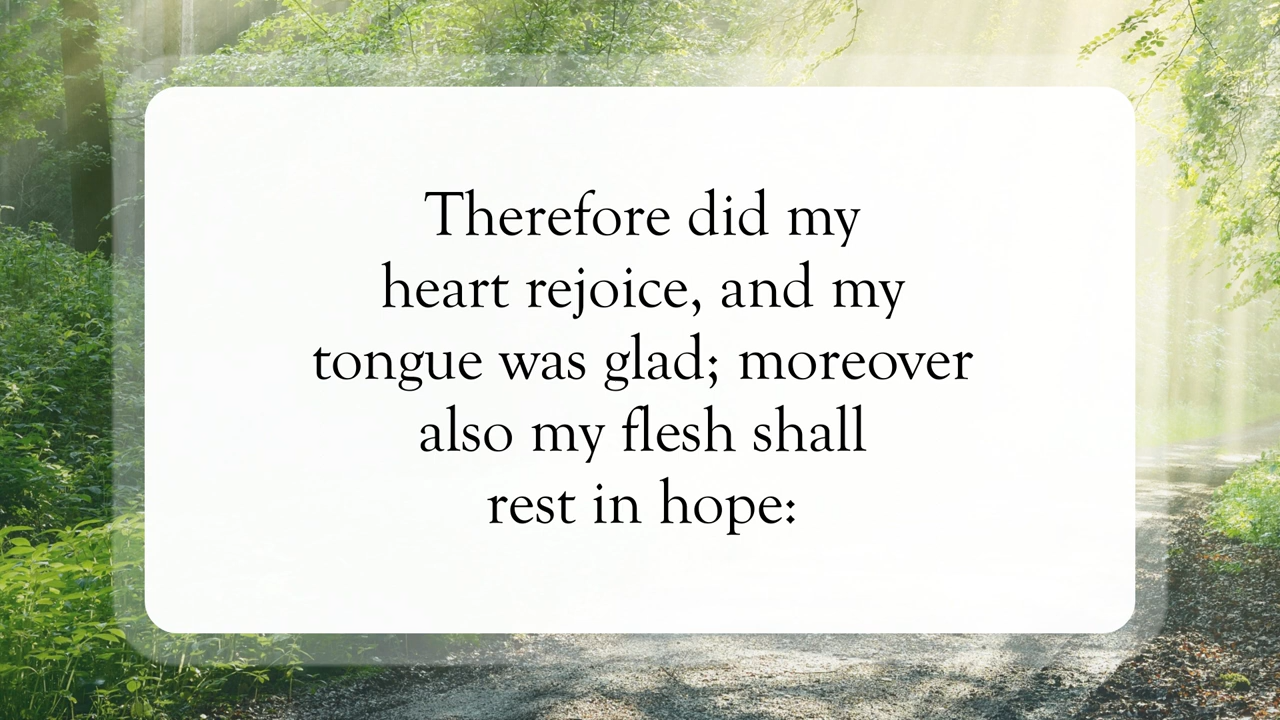 Therefore did my
heart rejoice, and my
tongue was glad; moreover
also my flesh shall
rest in hope: